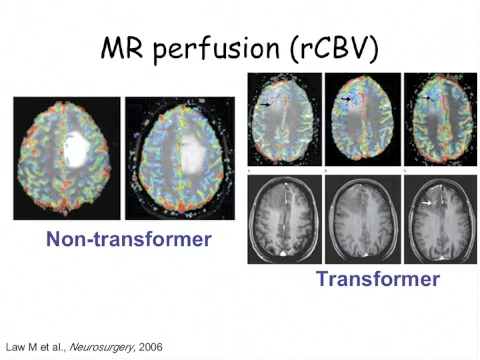 MR perfusion (rCBV)
Non-transformer
Transformer
Law M et al., Neurosurgery, 2006